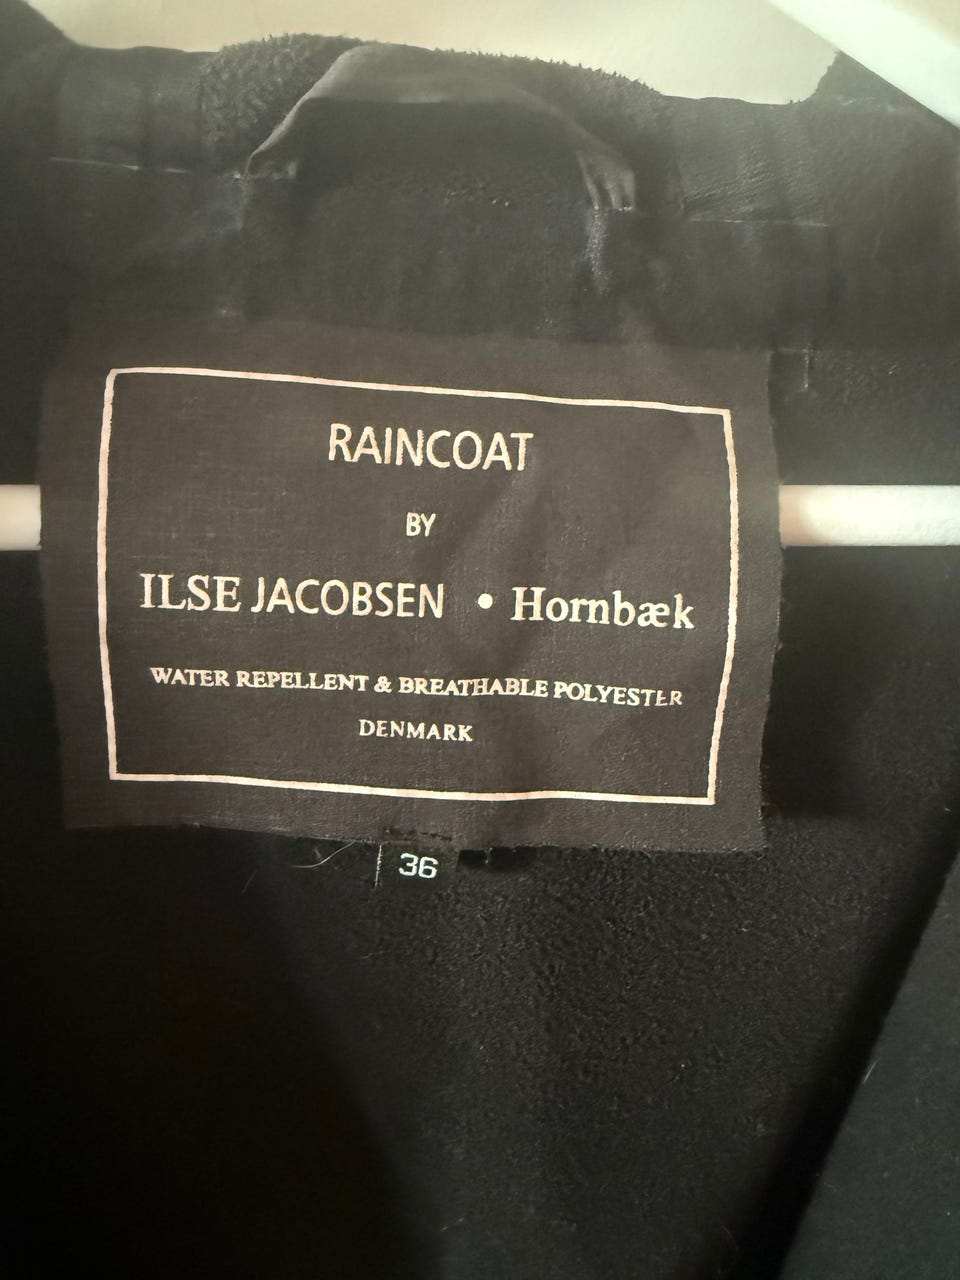 RAINCOAT
BY
ILSE JACOBSEN • Hornbæk
WATER REPELLENT & BREATHABLE POLYESTER
DENMARK
36